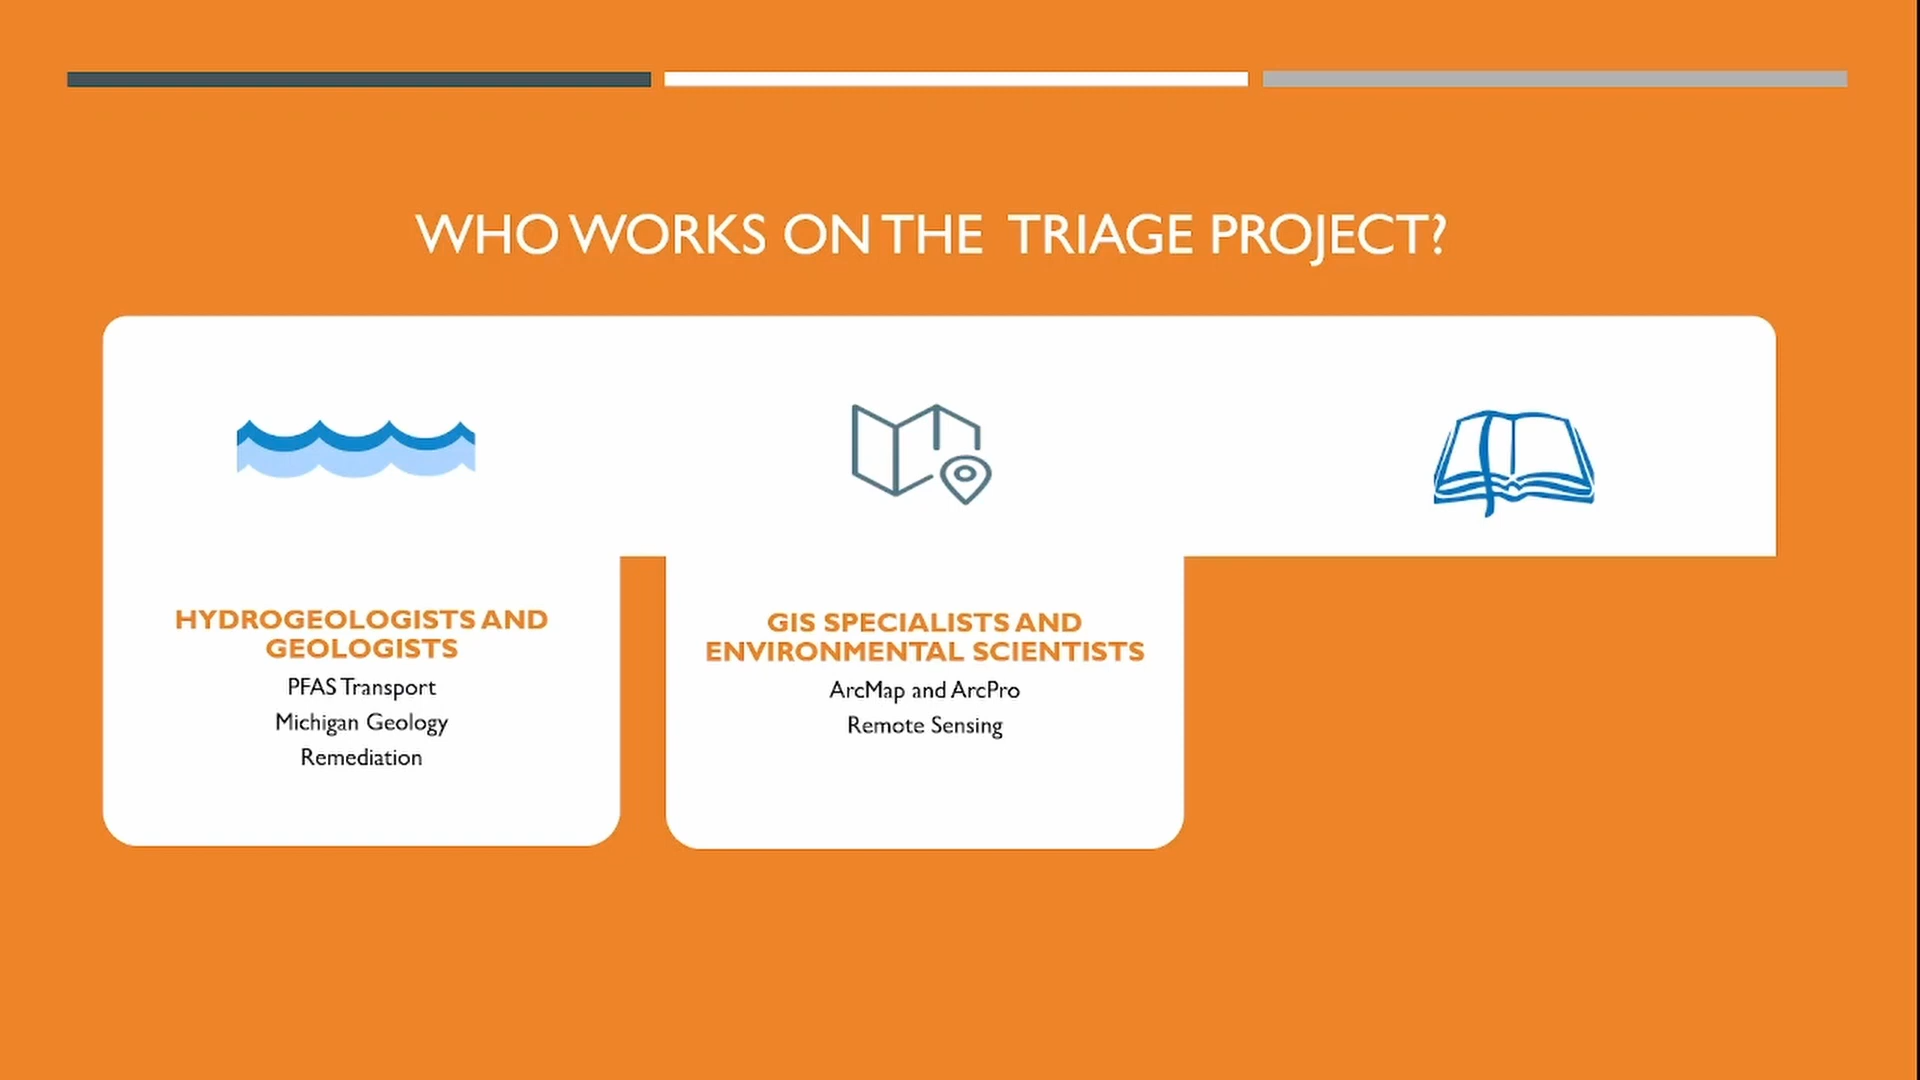 WHO WORKS ON THE TRIAGE PROJECT?
HYDROGEOLOGISTS AND
GEOLOGISTS
PFAS Transport
Michigan Geology
Remediation
GIS SPECIALISTS AND
ENVIRONMENTAL SCIENTISTS
ArcMap and ArcPro
Remote Sensing